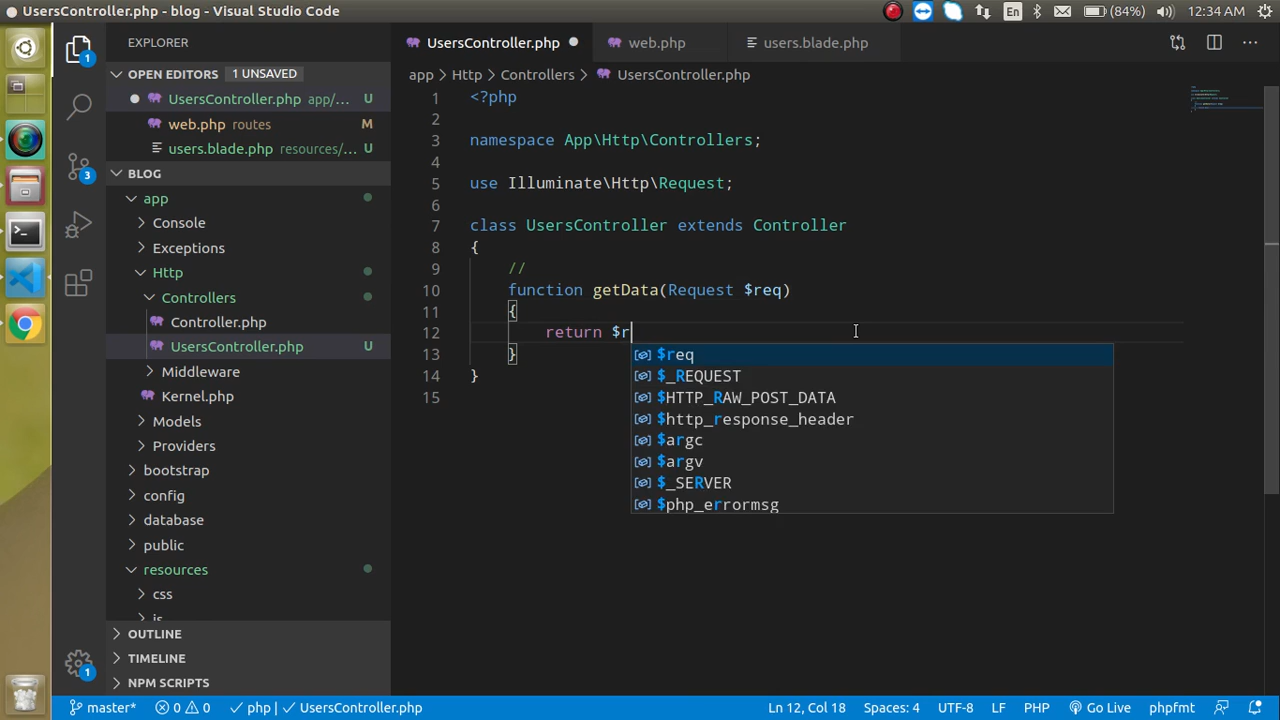 UsersController.php - blog - Visual Studio Code
En
(84%)
12:34 AM
EXPLORER
OPEN EDITORS 1 UNSAVED
UsersController.php app/... U
web.php routes M
users.blade.php resources/... U
BLOG
app
Console
Exceptions
Http
Controllers
Controller.php
UsersController.php U
Middleware
Kernel.php
Models
Providers
bootstrap
config
database
public
resources
css
js
OUTLINE
TIMELINE
NPM SCRIPTS
1
3
1
UsersController.php
web.php
users.blade.php
app > Http > Controllers > UsersController.php
1 <?php
2
3 namespace App\Http\Controllers;
4
5 use Illuminate\Http\Request;
6
7 class UsersController extends Controller
8 {
9 //
10 function getData(Request $req)
11 {
12 return $r
13 }
14 }
15
$req
$_REQUEST
$HTTP_RAW_POST_DATA
$http_response_header
$argc
$argv
$_SERVER
$php_errormsg
master* 0 0 php UsersController.php Ln 12, Col 18 Spaces: 4 UTF-8 LF PHP Go Live phpfmt